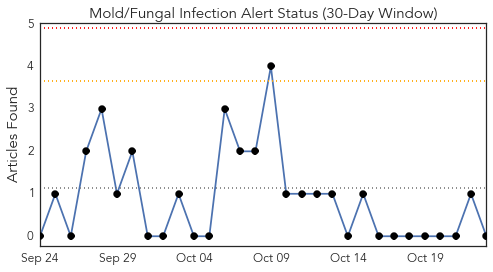 Mold/Fungal Infection Alert Status (30-Day Window)
5
4
3
2
1
0
Articles Found
Sep 24
Sep 29
Oct 04
Oct 09
Oct 14
Oct 19